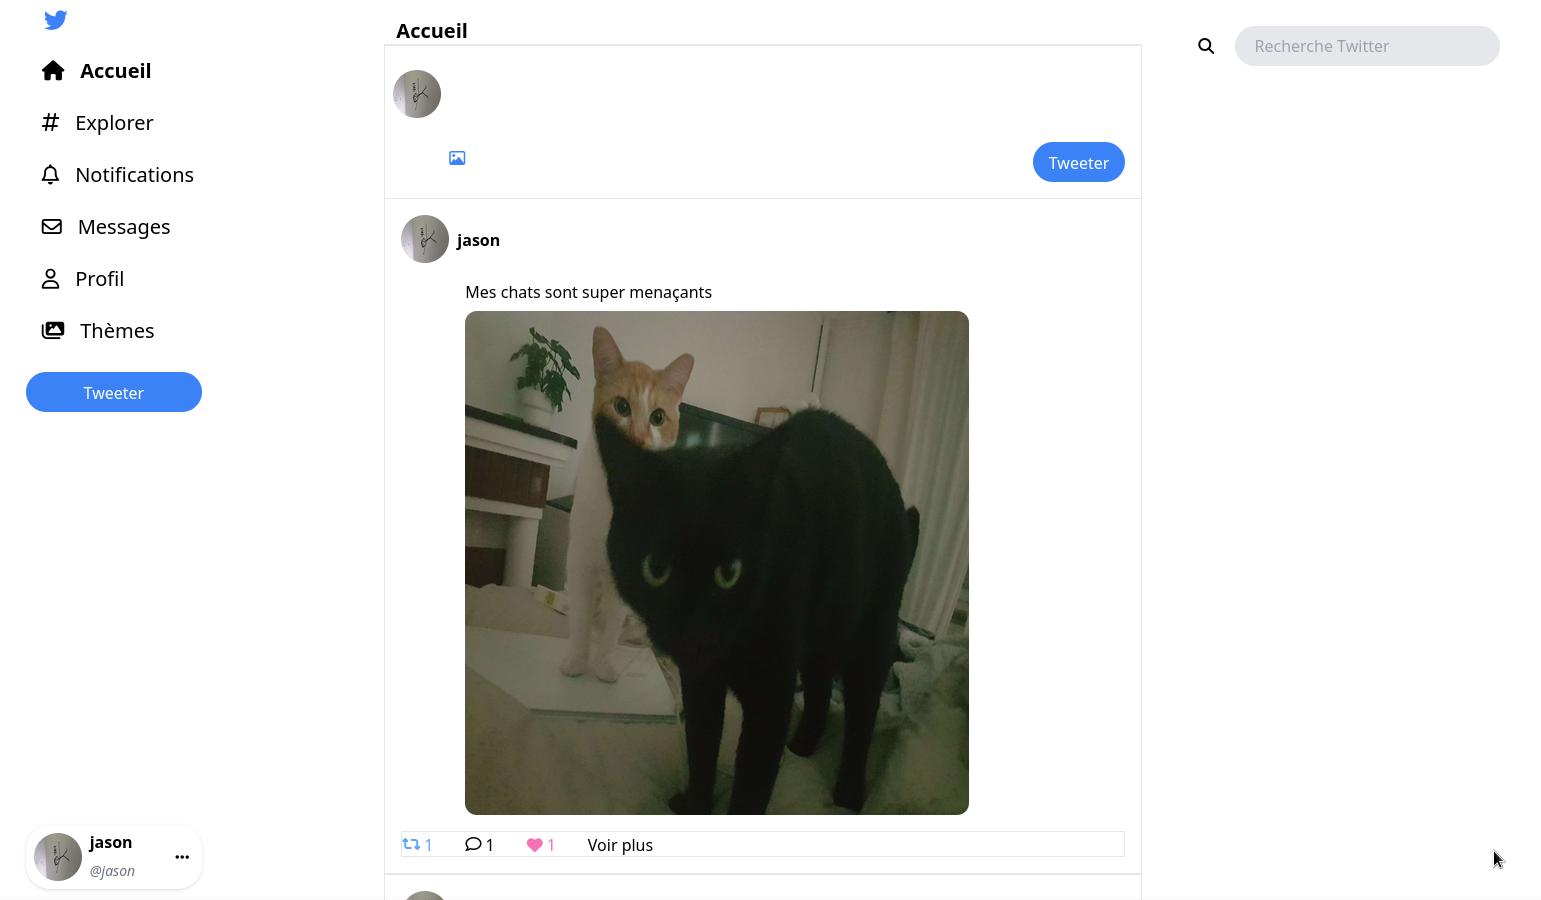 Accueil
Explorer
Notifications
Messages
Profil
Thèmes
Tweeter
jason
@jason
Accueil
Tweeter
jason
Mes chats sont super menaçants
1
1
1
Voir plus
Recherche Twitter